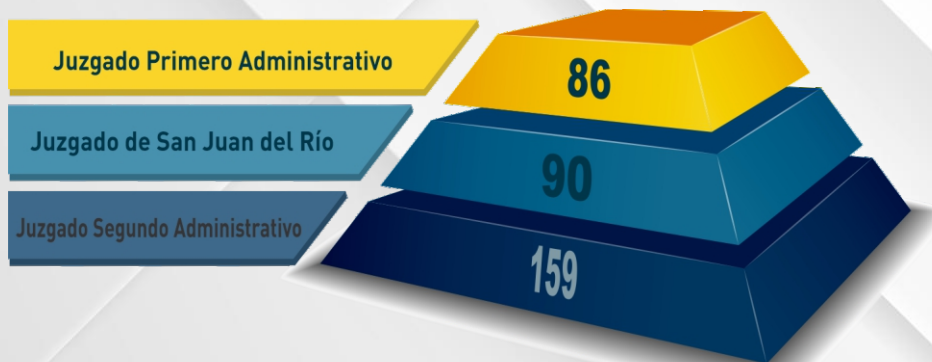 Juzgado Primero Administrativo
86
Juzgado de San Juan del Río
90
Juzgado Segundo Administrativo
159